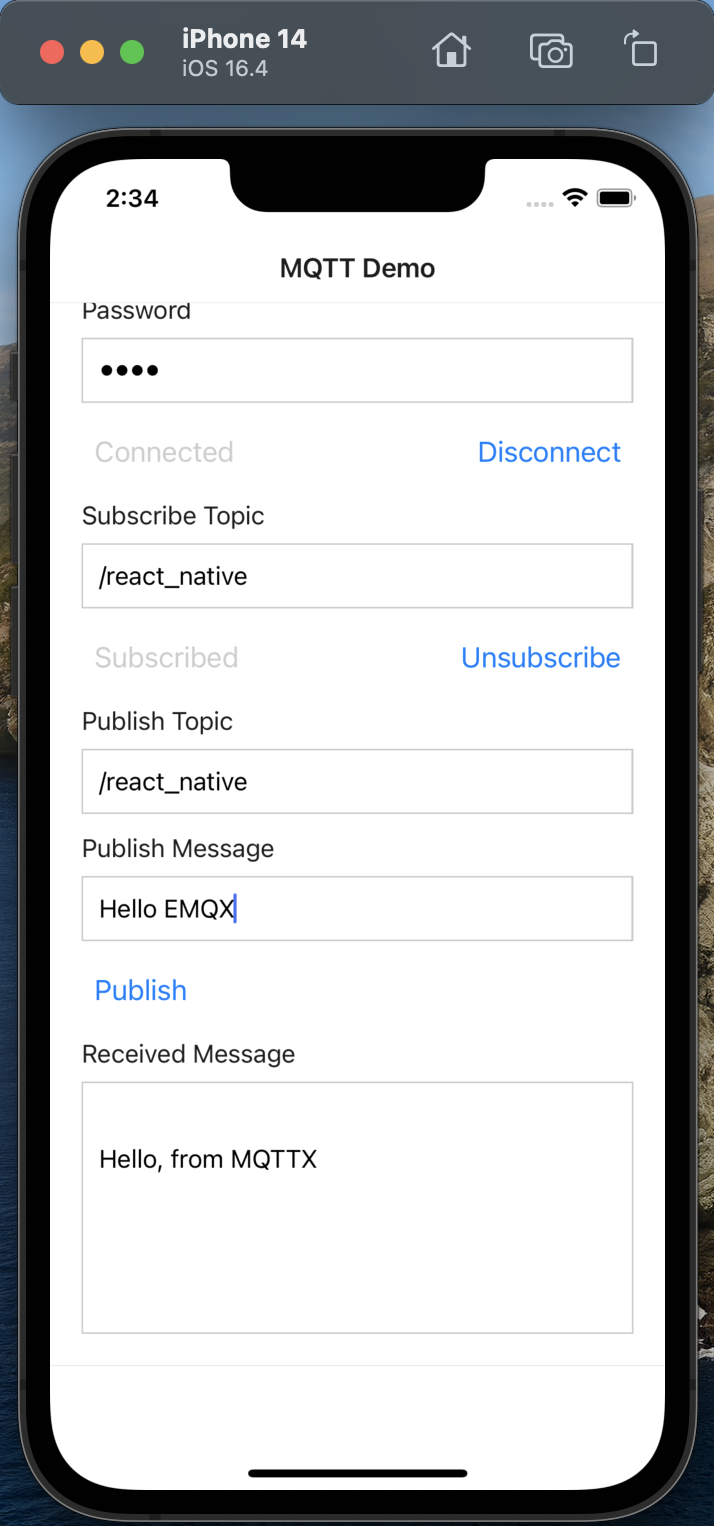 iPhone 14
iOS 16.4
2:34
MQTT Demo
Password
••••
Connected Disconnect
Subscribe Topic
/react_native
Subscribed Unsubscribe
Publish Topic
/react_native
Publish Message
Hello EMQX
Publish
Received Message
Hello, from MQTTX